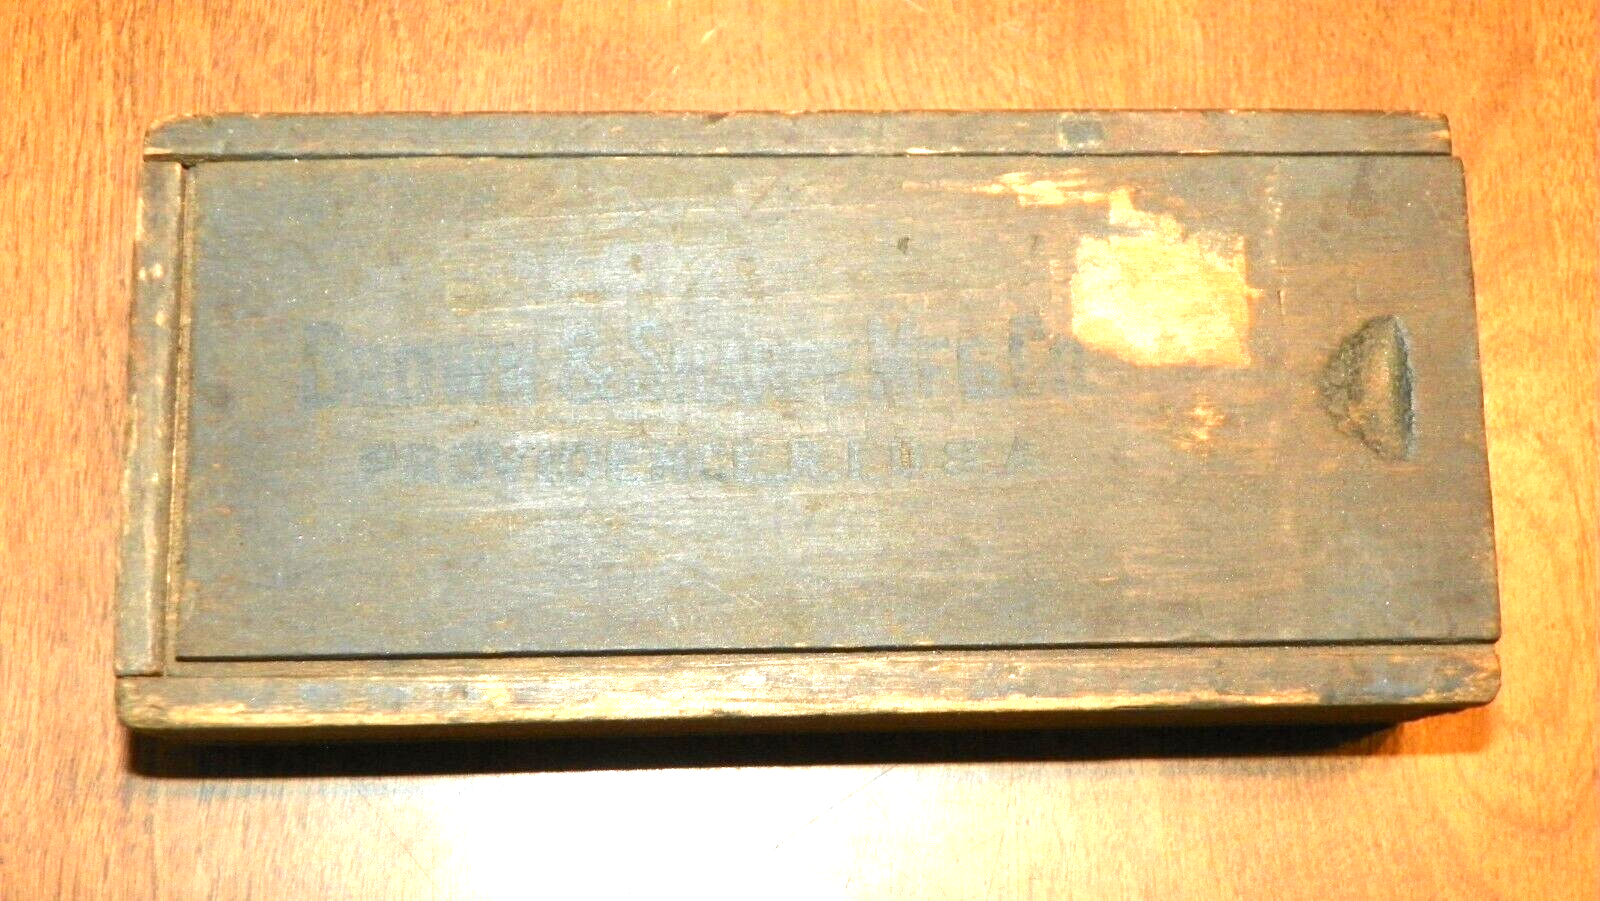 Brown & Sharpe Mfg. Co.
PROVIDENCE, R.I. U.S.A.